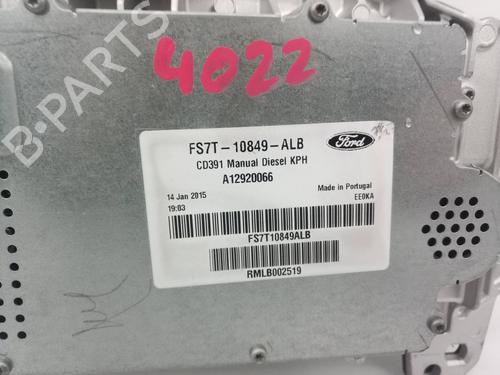 B-PARTS
4022
FS7T-10849-ALB
Ford
CD391 Manual Diesel KPH
A12920066
14 Jan 2015
Made in Portugal
19:03
EE0KA
FS7T10849ALB
RMLB002519